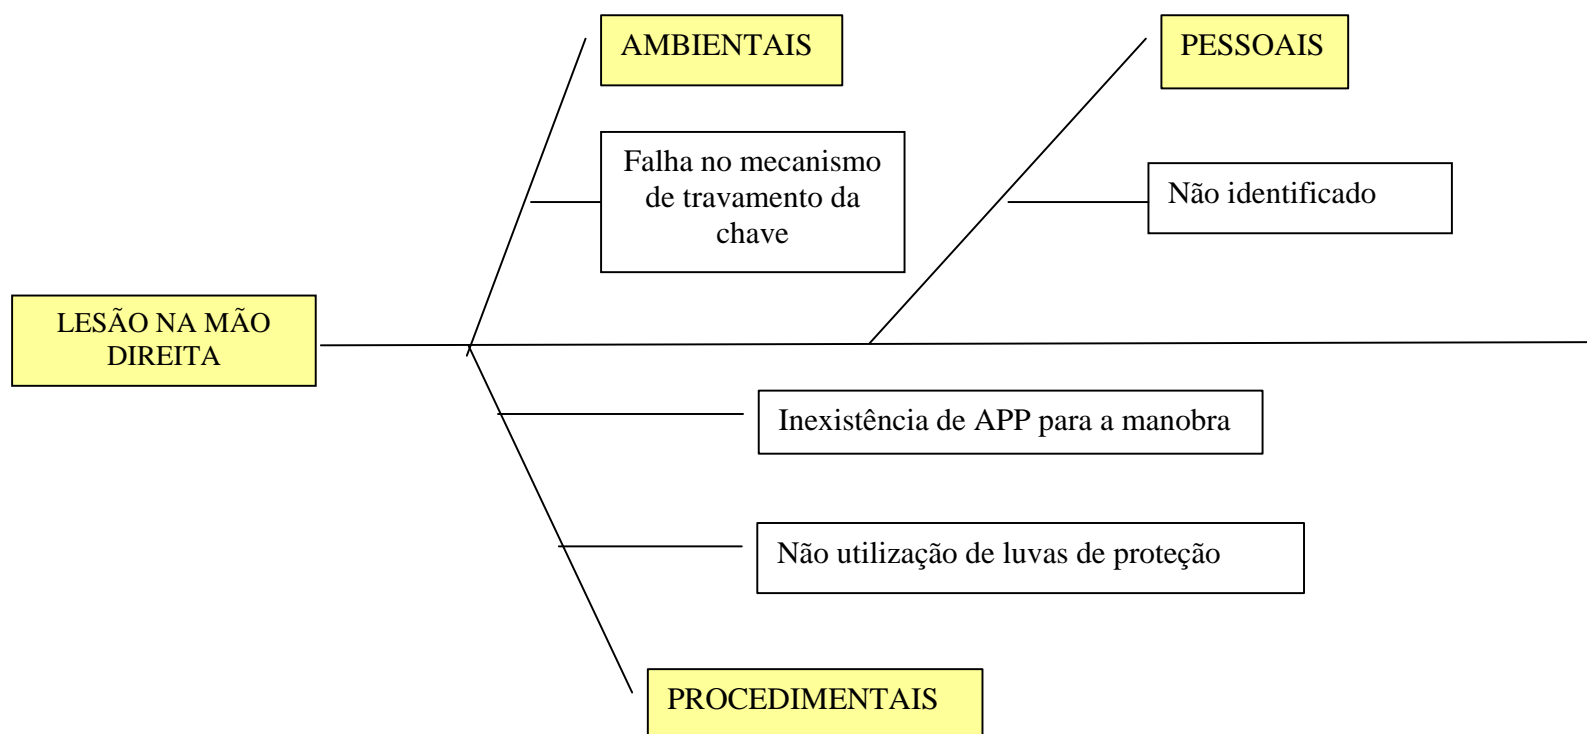 AMBIENTAIS
PESSOAIS
Falha no mecanismo
de travamento da
chave
Não identificado
LESÃO NA MÃO
DIREITA
Inexistência de APP para a manobra
Não utilização de luvas de proteção
PROCEDIMENTAIS